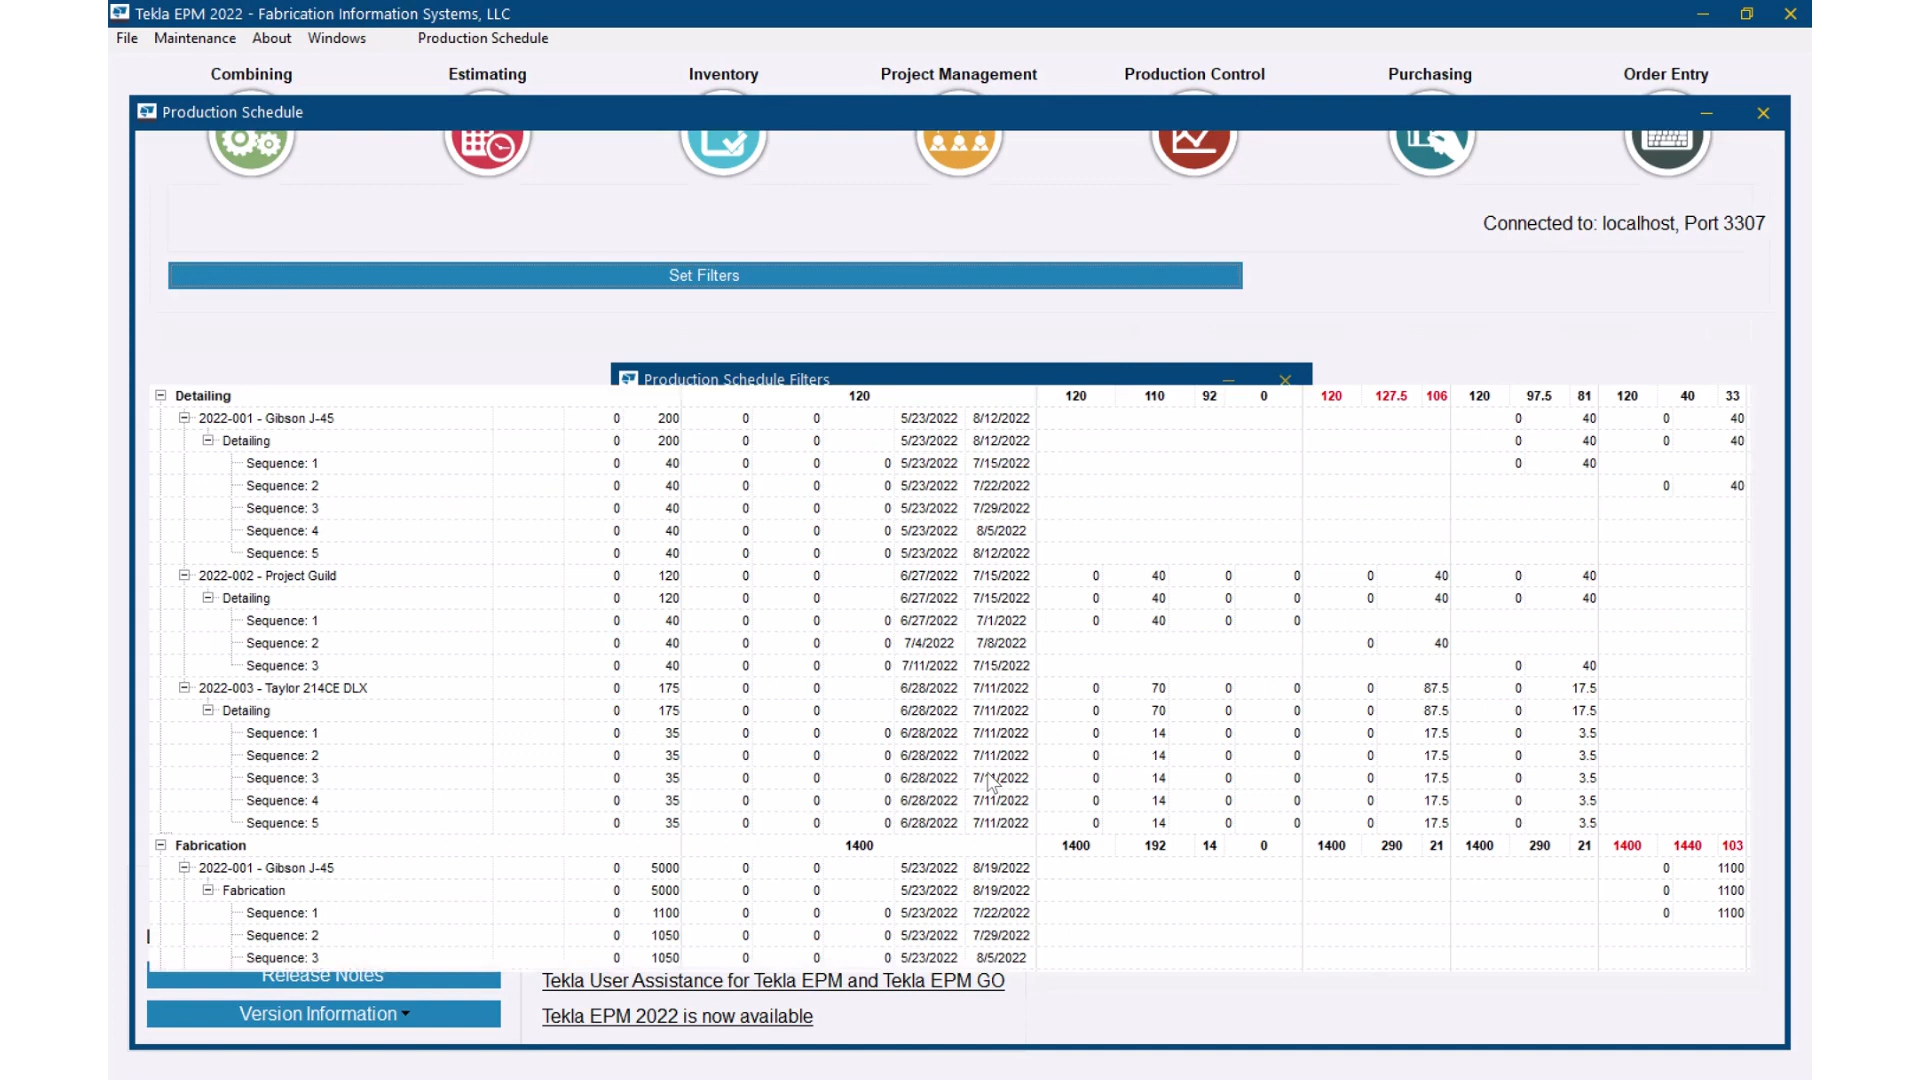 Tekla EPM 2022 - Fabrication Information Systems, LLC
File Maintenance About Windows Production Schedule
Combining Estimating Inventory Project Management Production Control Purchasing Order Entry
Production Schedule
Connected to: localhost, Port 3307
Set Filters
Production Schedule Filters
Detailing 120 120 110 92 0 120 127.5 106 120 97.5 81 120 40 33
2022-001 - Gibson J-45 0 200 0 0 5/23/2022 8/12/2022 0 40 0 40
Detailing 0 200 0 0 5/23/2022 8/12/2022 0 40 0 40
Sequence: 1 0 40 0 0 0 5/23/2022 7/15/2022 0 40
Sequence: 2 0 40 0 0 0 5/23/2022 7/22/2022 0 40
Sequence: 3 0 40 0 0 0 5/23/2022 7/29/2022
Sequence: 4 0 40 0 0 0 5/23/2022 8/5/2022
Sequence: 5 0 40 0 0 0 5/23/2022 8/12/2022
2022-002 - Project Guild 0 120 0 0 6/27/2022 7/15/2022 0 40 0 0 0 40 0 40
Detailing 0 120 0 0 6/27/2022 7/15/2022 0 40 0 0 0 40 0 40
Sequence: 1 0 40 0 0 0 6/27/2022 7/1/2022 0 40 0 0
Sequence: 2 0 40 0 0 0 7/4/2022 7/8/2022 0 40
Sequence: 3 0 40 0 0 0 7/11/2022 7/15/2022 0 40
2022-003 - Taylor 214CE DLX 0 175 0 0 6/28/2022 7/11/2022 0 70 0 0 0 87.5 0 17.5
Detailing 0 175 0 0 6/28/2022 7/11/2022 0 70 0 0 0 87.5 0 17.5
Sequence: 1 0 35 0 0 0 6/28/2022 7/11/2022 0 14 0 0 0 17.5 0 3.5
Sequence: 2 0 35 0 0 0 6/28/2022 7/11/2022 0 14 0 0 0 17.5 0 3.5
Sequence: 3 0 35 0 0 0 6/28/2022 7/11/2022 0 14 0 0 0 17.5 0 3.5
Sequence: 4 0 35 0 0 0 6/28/2022 7/11/2022 0 14 0 0 0 17.5 0 3.5
Sequence: 5 0 35 0 0 0 6/28/2022 7/11/2022 0 14 0 0 0 17.5 0 3.5
Fabrication 1400 1400 192 14 0 1400 290 21 1400 290 21 1400 1440 103
2022-001 - Gibson J-45 0 5000 0 0 5/23/2022 8/19/2022 0 1100
Fabrication 0 5000 0 0 5/23/2022 8/19/2022 0 1100
Sequence: 1 0 1100 0 0 0 5/23/2022 7/22/2022 0 1100
Sequence: 2 0 1050 0 0 0 5/23/2022 7/29/2022
Sequence: 3 0 1050 0 0 0 5/23/2022 8/5/2022
Release Notes
Tekla User Assistance for Tekla EPM and Tekla EPM GO
Version Information
Tekla EPM 2022 is now available